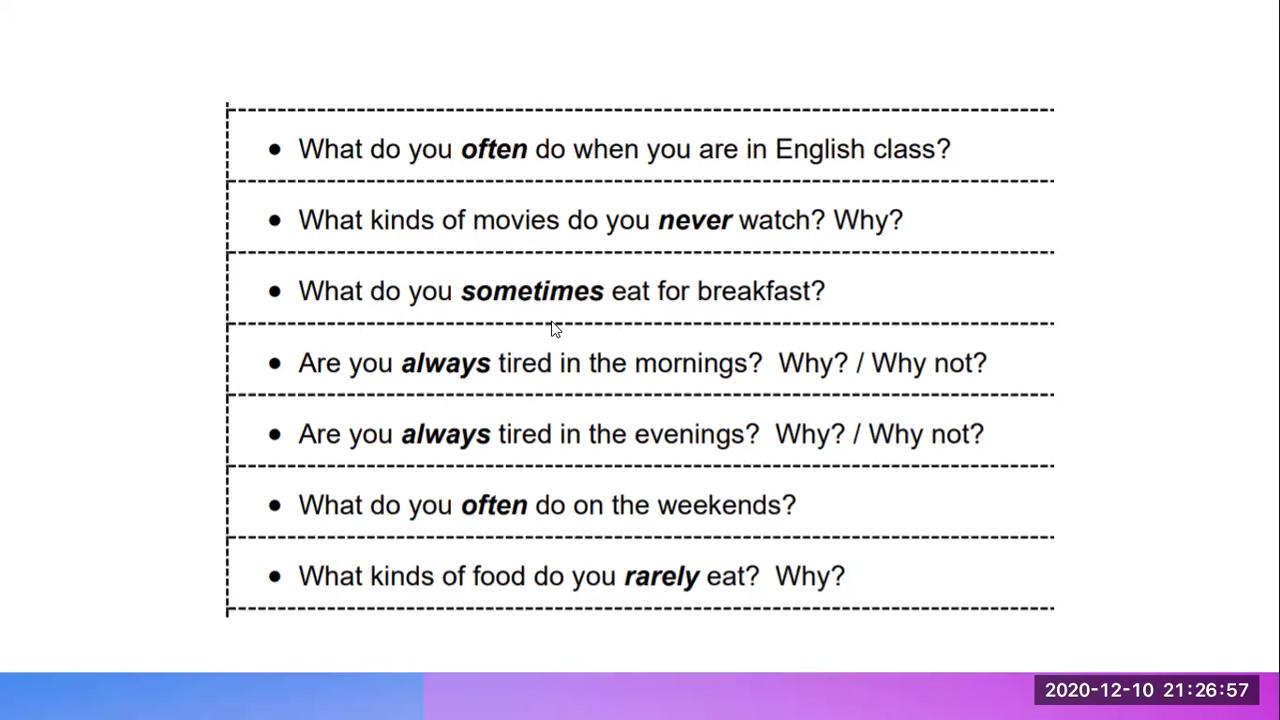 • What do you often do when you are in English class?
• What kinds of movies do you never watch? Why?
• What do you sometimes eat for breakfast?
• Are you always tired in the mornings?  Why? / Why not?
• Are you always tired in the evenings?  Why? / Why not?
• What do you often do on the weekends?
• What kinds of food do you rarely eat?  Why?
2020-12-10 21:26:57